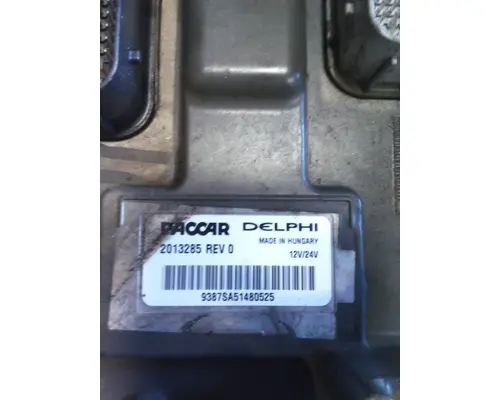 PACCAR DELPHI
MADE IN HUNGARY
2013285 REV 0
12V/24V
9387SA51480525